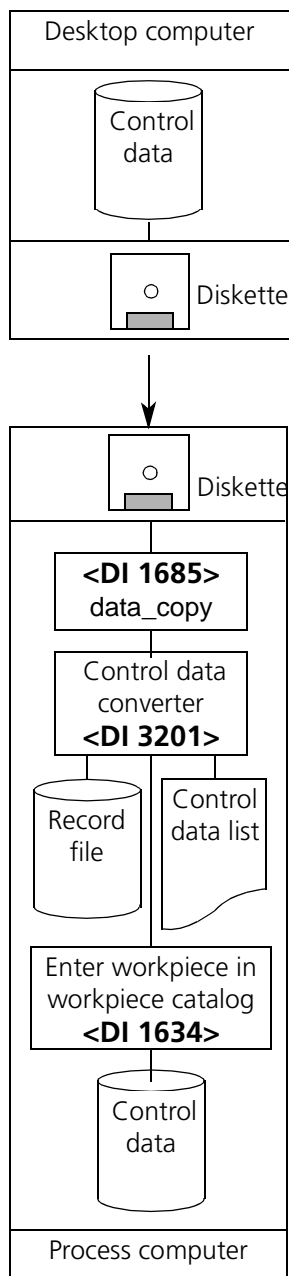 Desktop computer
Control
data
Diskette
Diskette
<DI 1685>
data_copy
Control data
converter
<DI 3201>
Record
file
Control
data list
Enter workpiece in
workpiece catalog
<DI 1634>
Control
data
Process computer